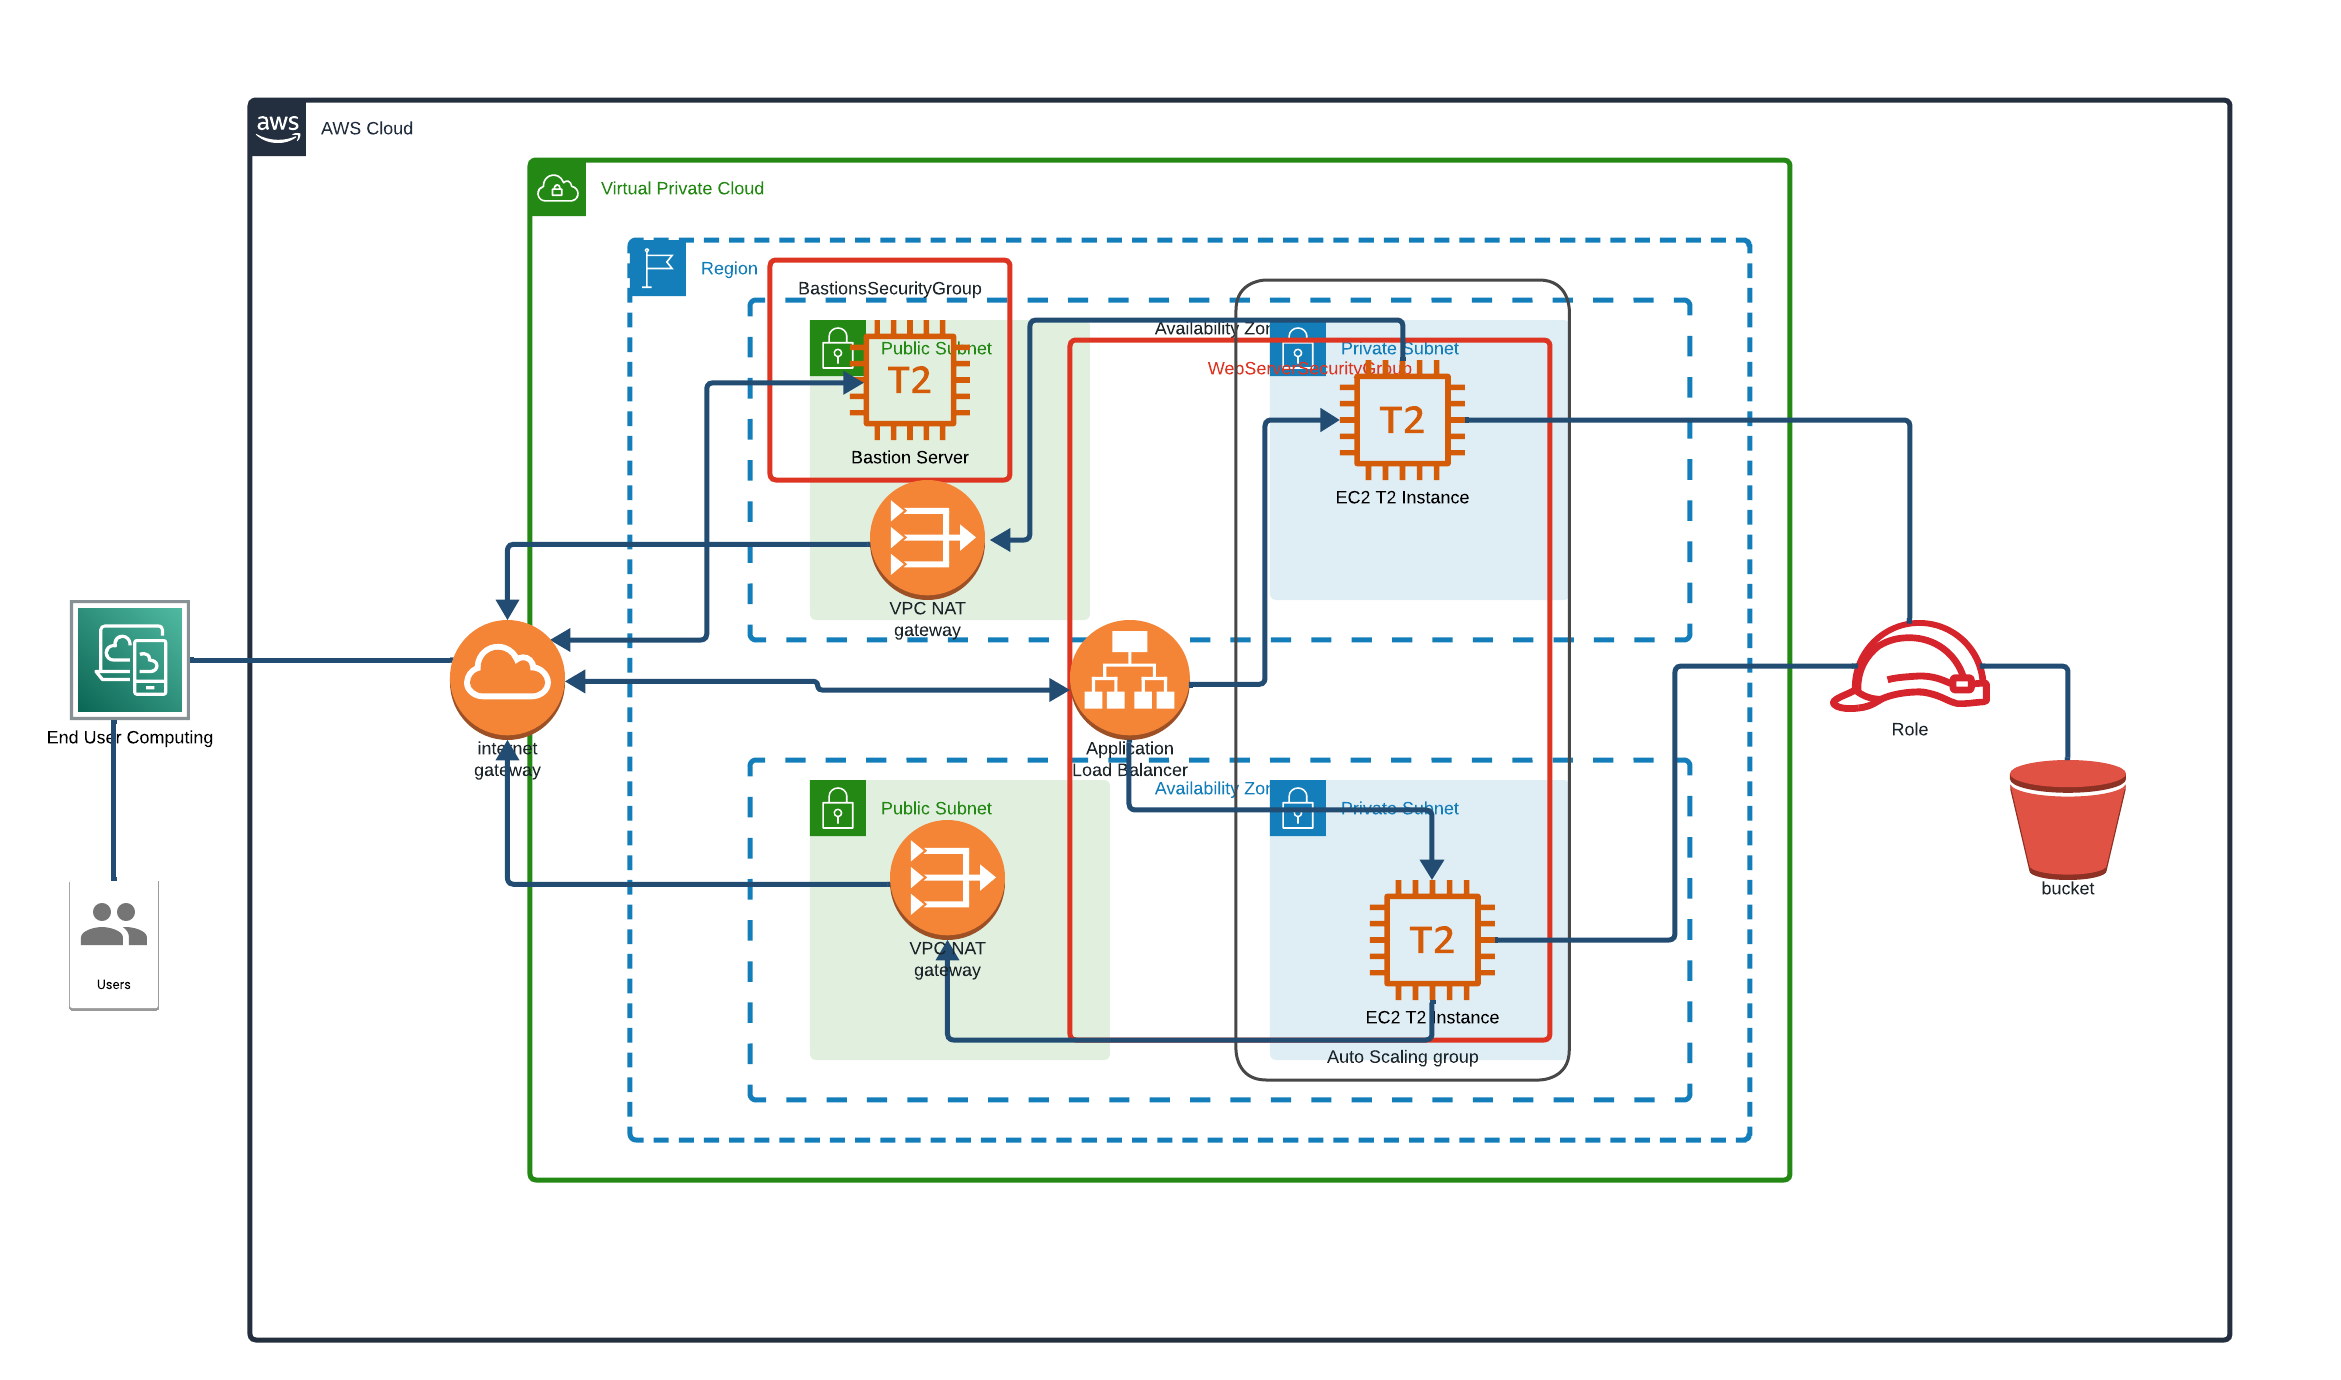 aws
AWS Cloud
Virtual Private Cloud
Region
BastionsSecurityGroup
Availability Zon
Public Subnet
Private Subnet
WebServerSecurityGroup
T2
T2
Bastion Server
EC2 T2 Instance
VPC NAT
gateway
End User Computing
internet
gateway
Application
Load Balancer
Role
Availability Zon
Public Subnet
Private Subnet
bucket
T2
VPC NAT
gateway
Users
EC2 T2 Instance
Auto Scaling group